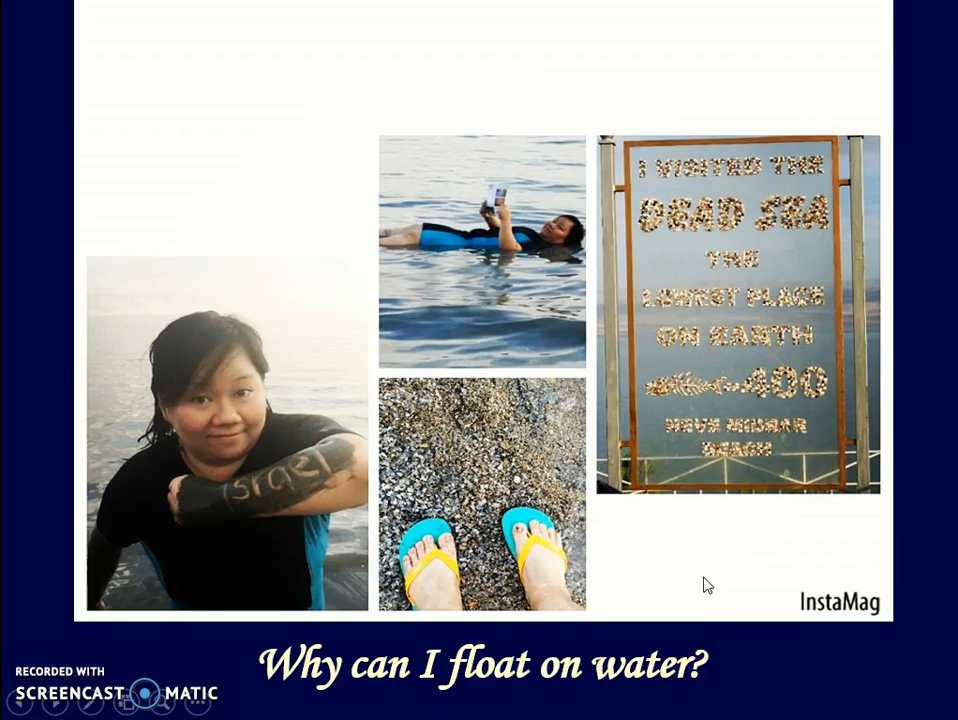 I VISITED THE
DEAD SEA
THE
LOWEST PLACE
ON EARTH
-400
NEVE MIDBAR
BEACH
Israel
InstaMag
Why can I float on water?
RECORDED WITH
SCREENCAST MATIC